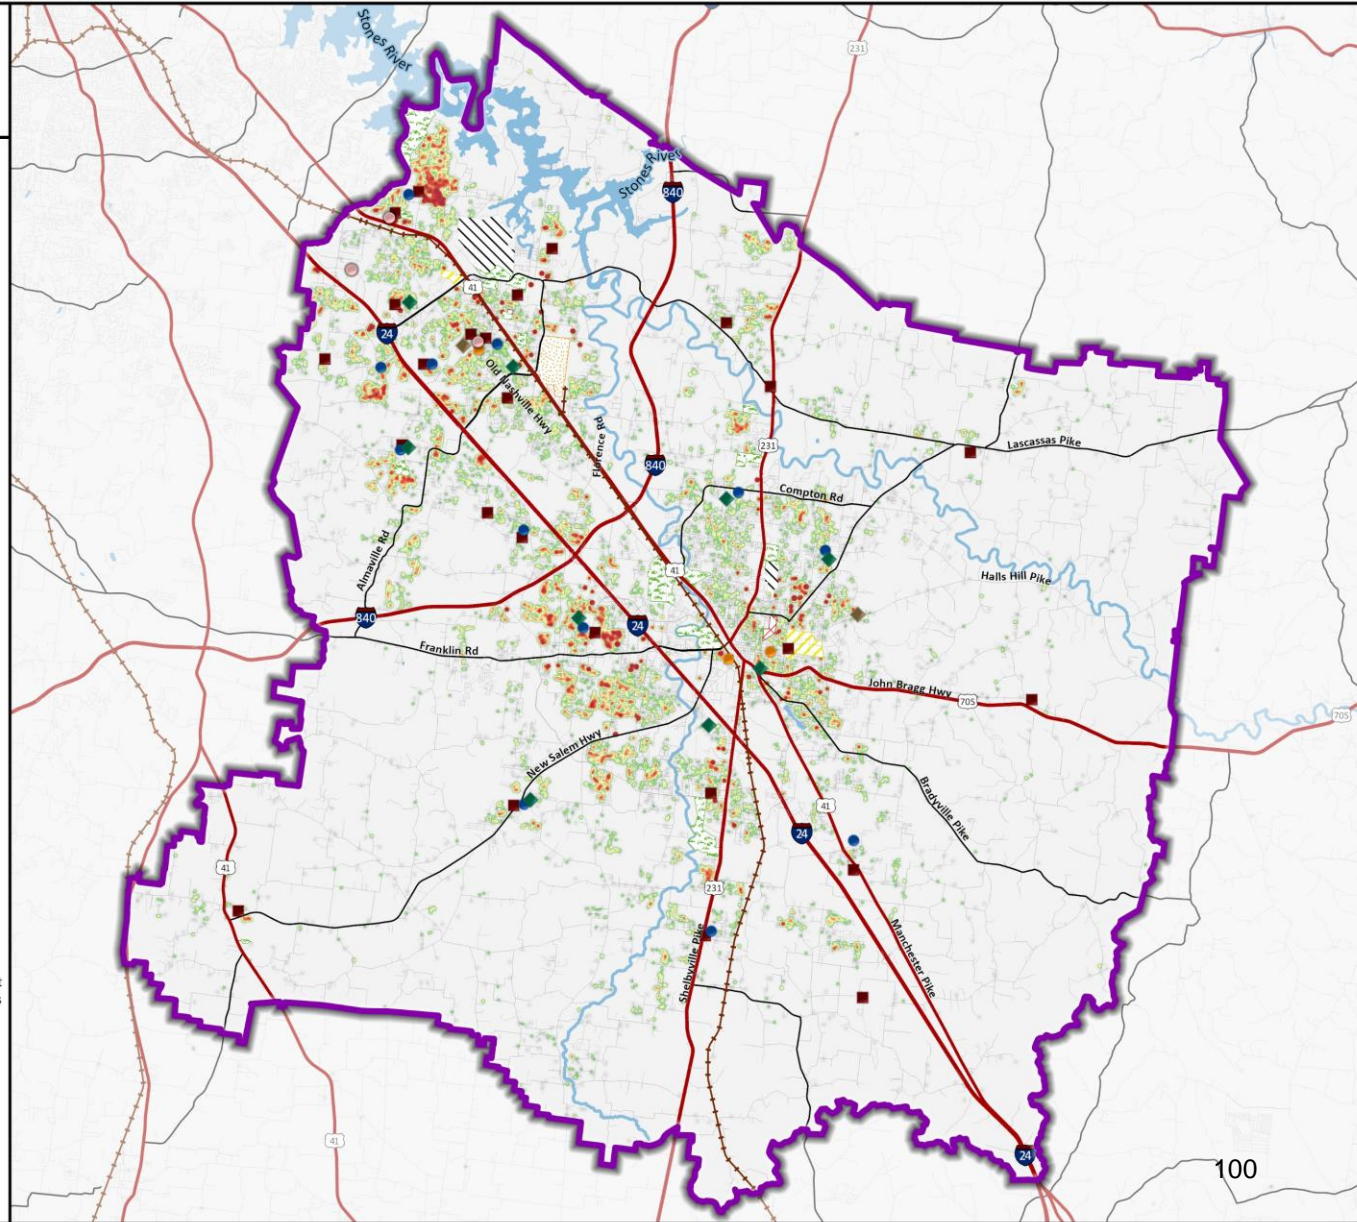 Stones River
231
Stones River
840
41
24
Old Nashville Hwy
Florence Rd
231
Lascassas Pike
840
Compton Rd
Almaville Rd
41
Halls Hill Pike
840
24
Franklin Rd
John Bragg Hwy
705
705
New Salem Hwy
Bradyville Pike
41
24
41
231
Shelbyville Pike
Manchester Pike
41
24
100